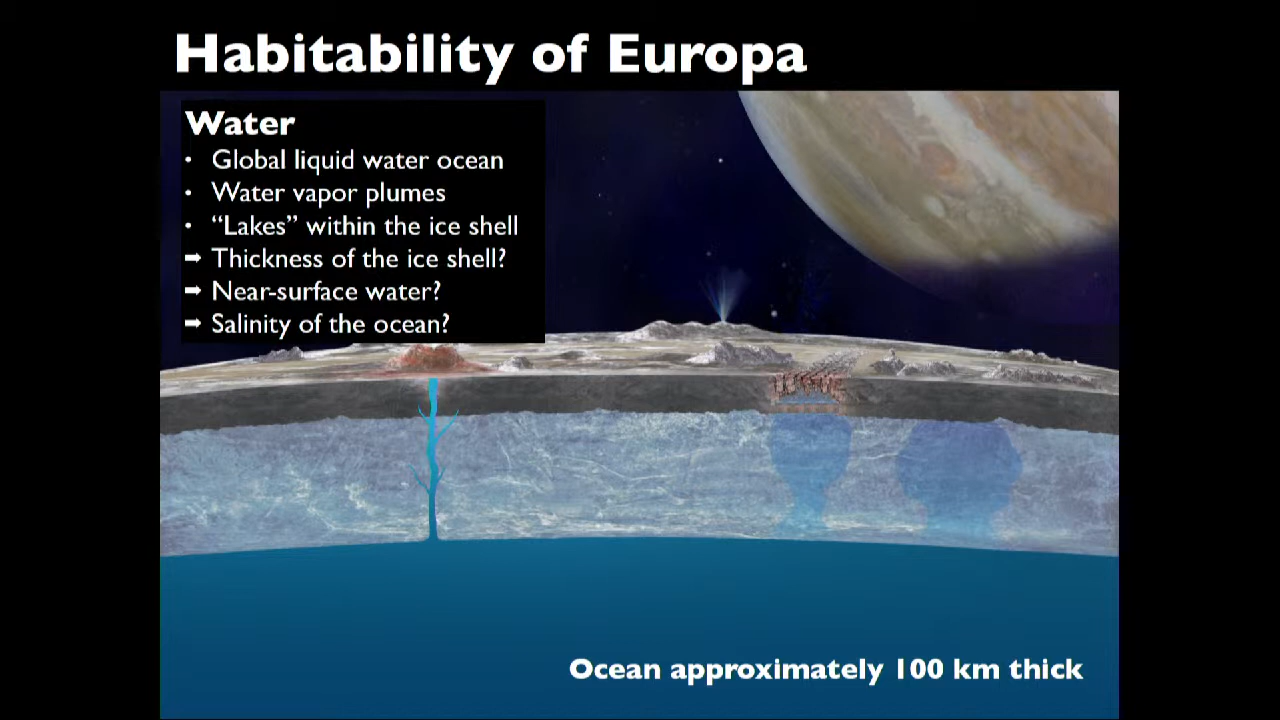 Habitability of Europa
Water
• Global liquid water ocean
• Water vapor plumes
• “Lakes” within the ice shell
➡ Thickness of the ice shell?
➡ Near-surface water?
➡ Salinity of the ocean?
Ocean approximately 100 km thick